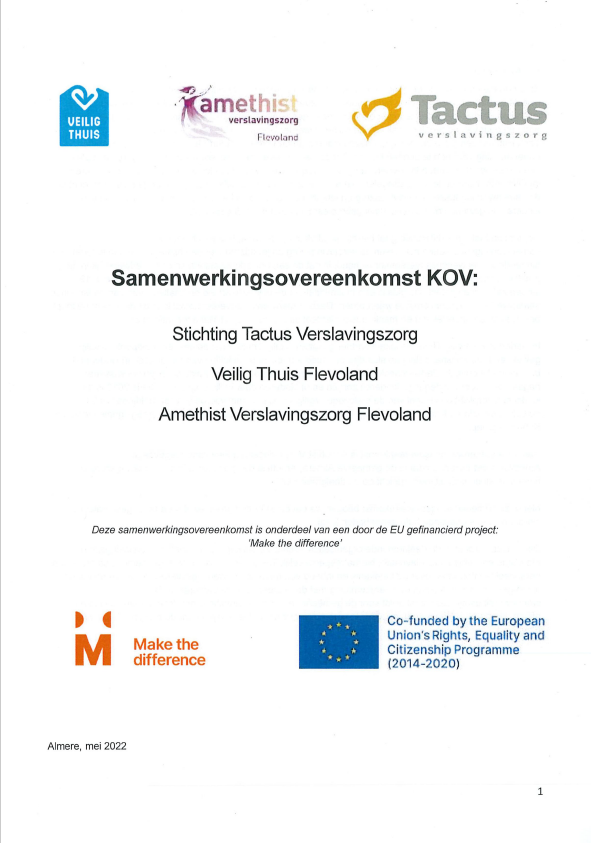 VEILIG
THUIS
amethist
verslavingszorg
Flevoland
Tactus
verslavingszorg
Samenwerkingsovereenkomst KOV:
Stichting Tactus Verslavingszorg
Veilig Thuis Flevoland
Amethist Verslavingszorg Flevoland
Deze samenwerkingsovereenkomst is onderdeel van een door de EU gefinancierd project:
'Make the difference'
M
Make the
difference
Co-funded by the European
Union's Rights, Equality and
Citizenship Programme
(2014-2020)
Almere, mei 2022
1